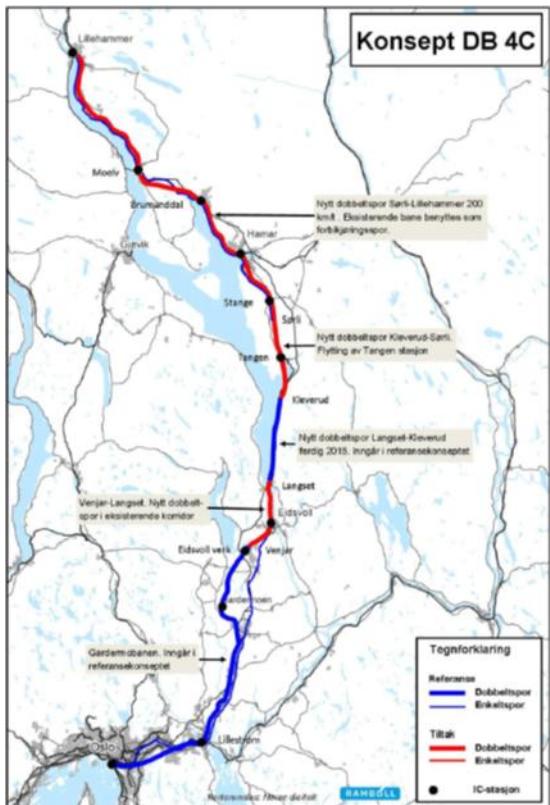 Konsept DB 4C
Lillehammer
Moelv
Brumunddal
Nytt dobbeltspor Sørli-Lillehammer 200
km/t . Eksisterende bane benyttes som
forbikjøringsspor.
Hamar
Gjøvik
Stange
Sørli
Nytt dobbeltspor Kleverud-Sørli.
Flytting av Tangen stasjon
Tangen
Kleverud
Nytt dobbeltspor Langset-Kleverud
ferdig 2015. Inngår i referansekonseptet
Langset
Venjar-Langset. Nytt dobbelt-
spor i eksisterende korridor
Eidsvoll
Eidsvoll verk
Venjar
Gardermoen
Gardermobanen. Inngår i
referansekonseptet
Tegnforklaring
Referanse
Dobbeltspor
Enkeltspor
Tiltak
Dobbeltspor
Enkeltspor
IC-stasjon
Lillestrøm
Oslo
RAMBOLL